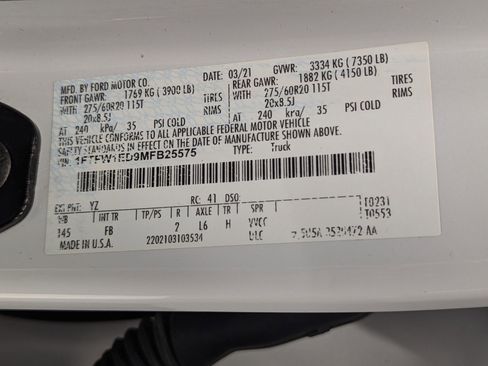 MFD. BY FORD MOTOR CO. DATE: 03/21 GVWR: 3334 KG (7350 LB)
FRONT GAWR: 1769 KG (3900 LB) REAR GAWR: 1882 KG (4150 LB)
WITH 275/60R20 115T TIRES WITH 275/60R20 115T TIRES
20x8.5J RIMS 20x8.5J RIMS
AT 240 kPa/ 35 PSI COLD AT 240 kPa/ 35 PSI COLD
THIS VEHICLE CONFORMS TO ALL APPLICABLE FEDERAL MOTOR VEHICLE
STANDARDS IN EFFECT ON THE DATE OF MANUFACTURE SHOWN ABOVE.
1FTFW1ED9MFB25575 TYPE: Truck
EXT PNT: YZ RC: 41 DSO:
WB INT TR TP/PS R AXLE TR SPR
145 FB 2 L6 H VVCC
MADE IN U.S.A. 2202103103534 ULC
T0231
T0553